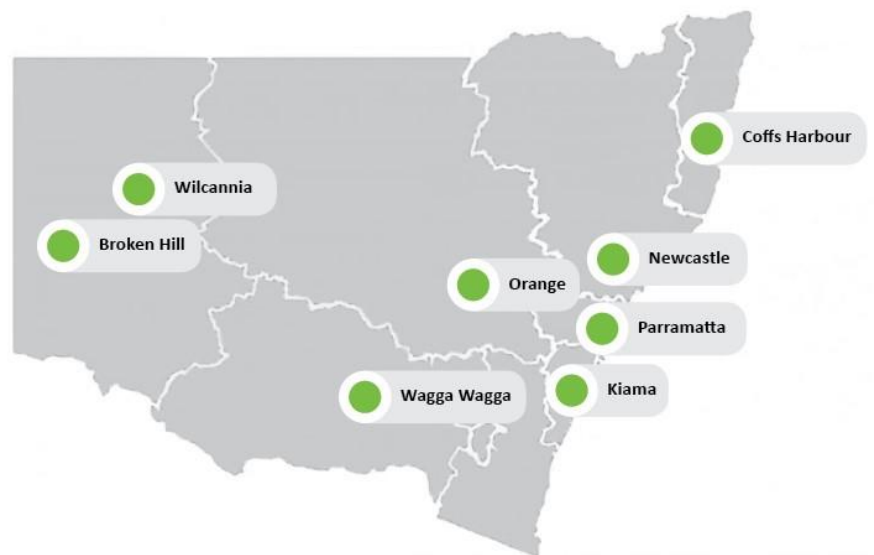 Coffs Harbour
Wilcannia
Broken Hill
Newcastle
Orange
Parramatta
Wagga Wagga
Kiama